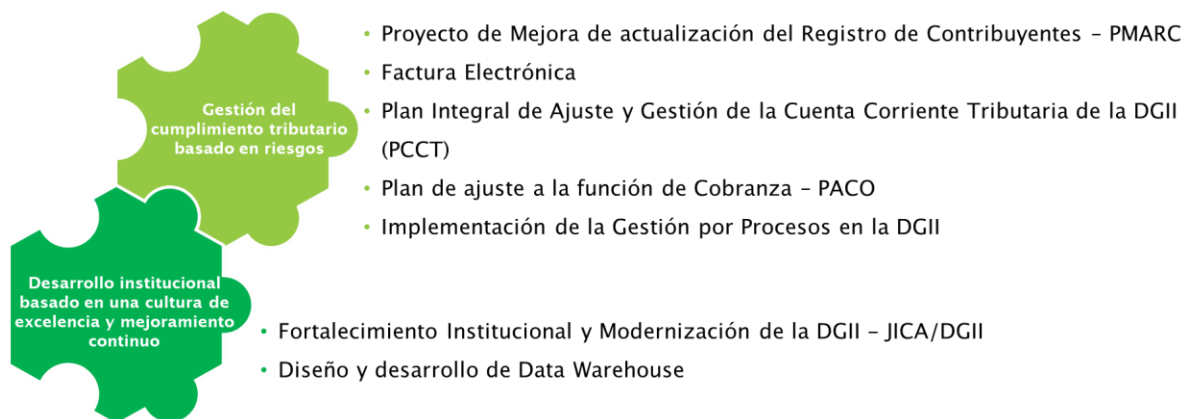 Gestión del
cumplimiento tributario
basado en riesgos
• Proyecto de Mejora de actualización del Registro de Contribuyentes – PMARC
• Factura Electrónica
• Plan Integral de Ajuste y Gestión de la Cuenta Corriente Tributaria de la DGII
(PCCT)
• Plan de ajuste a la función de Cobranza – PACO
• Implementación de la Gestión por Procesos en la DGII
Desarrollo institucional
basado en una cultura de
excelencia y mejoramiento
continuo
• Fortalecimiento Institucional y Modernización de la DGII – JICA/DGII
• Diseño y desarrollo de Data Warehouse